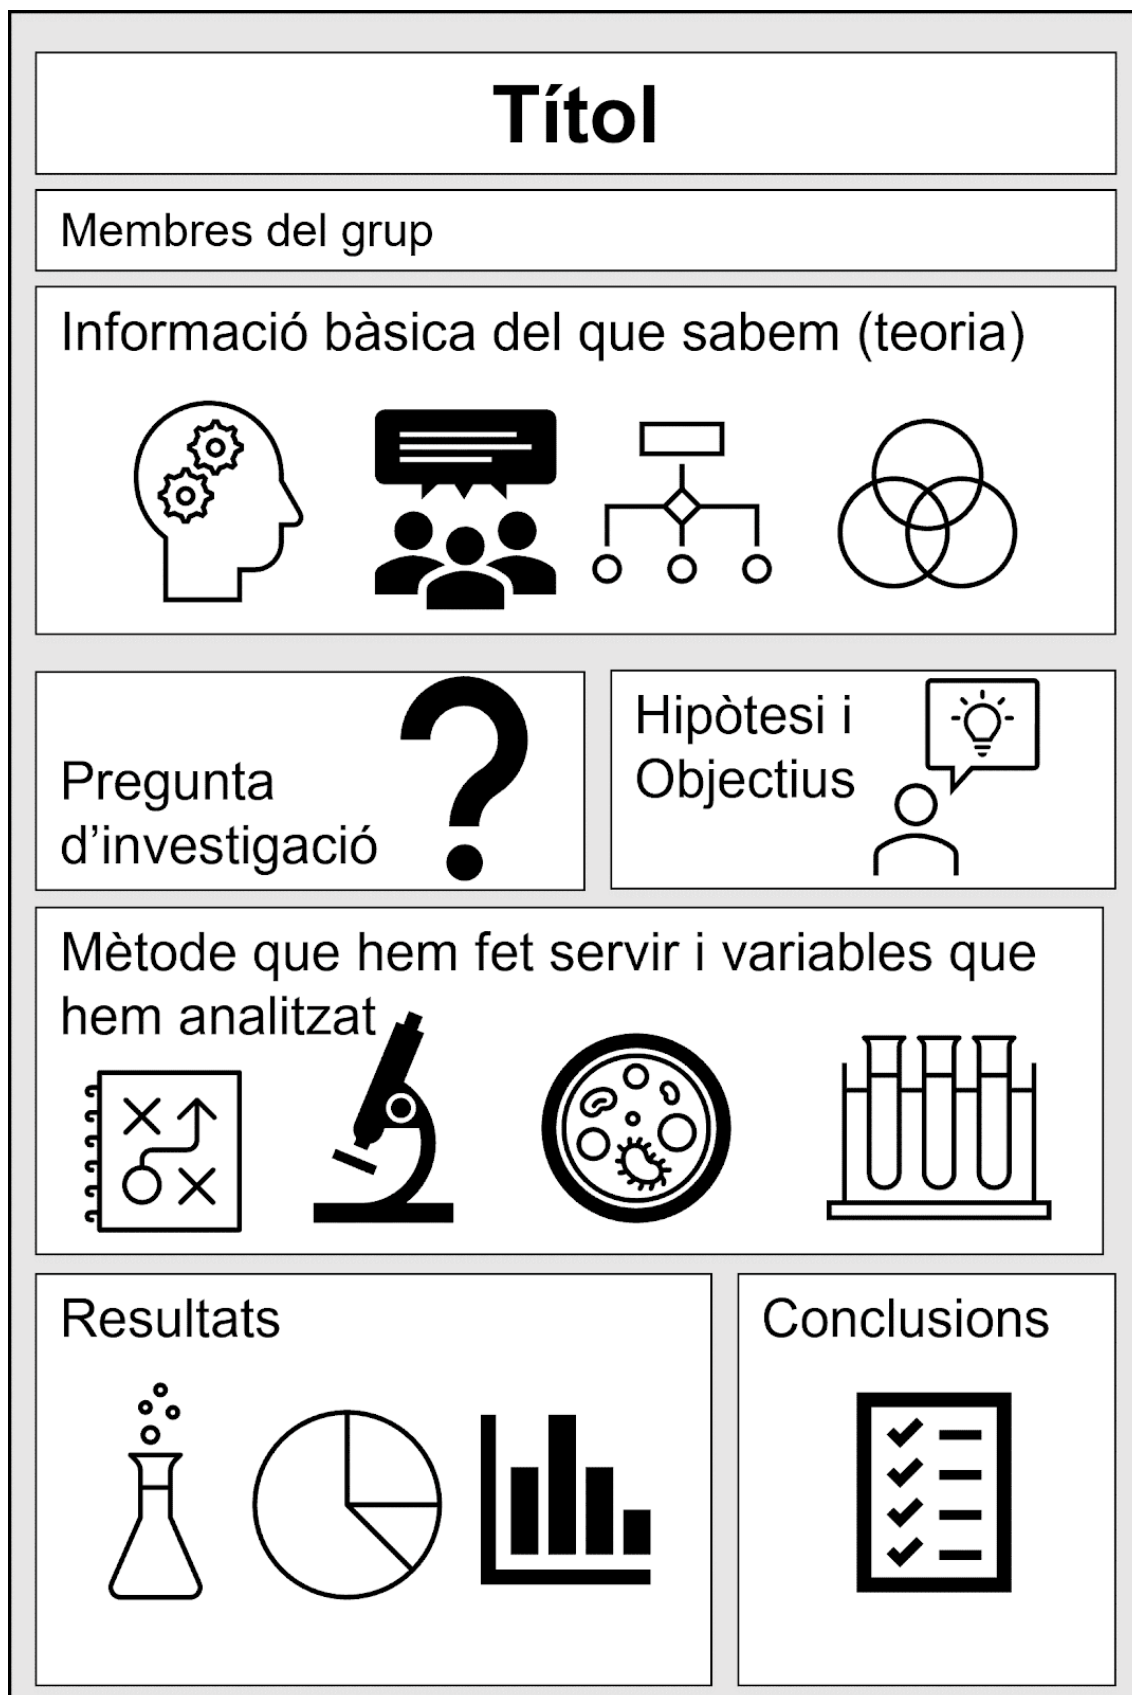 Títol
Membres del grup
Informació bàsica del que sabem (teoria)
Pregunta
d’investigació
Hipòtesi i
Objectius
Mètode que hem fet servir i variables que
hem analitzat
Resultats
Conclusions